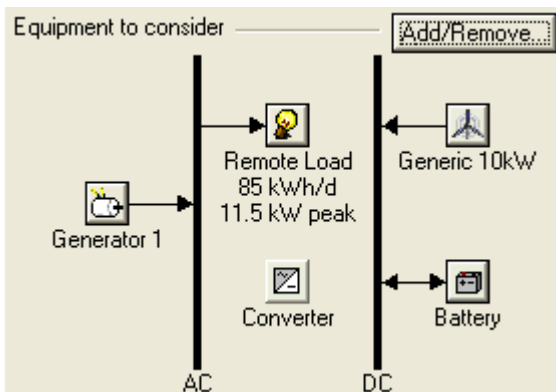 Equipment to consider
Add/Remove...
Remote Load
85 kWh/d
11.5 kW peak
Generic 10kW
Generator 1
Converter
Battery
AC
DC